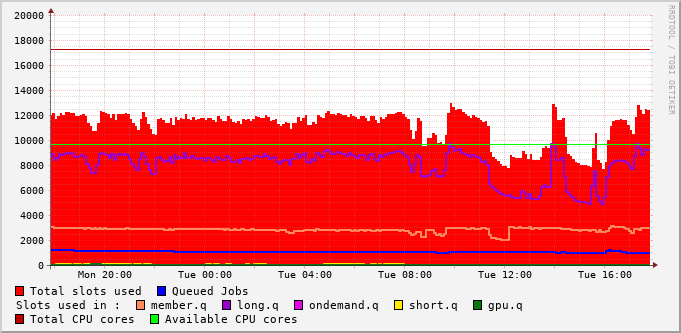 20000
18000
16000
14000
12000
10000
8000
6000
4000
2000
0
Mon 20:00 Tue 00:00 Tue 04:00 Tue 08:00 Tue 12:00 Tue 16:00
RRDTOOL / TOBI OETIKER
Total slots used Queued Jobs
Slots used in : member.q long.q ondemand.q short.q gpu.q
Total CPU cores Available CPU cores